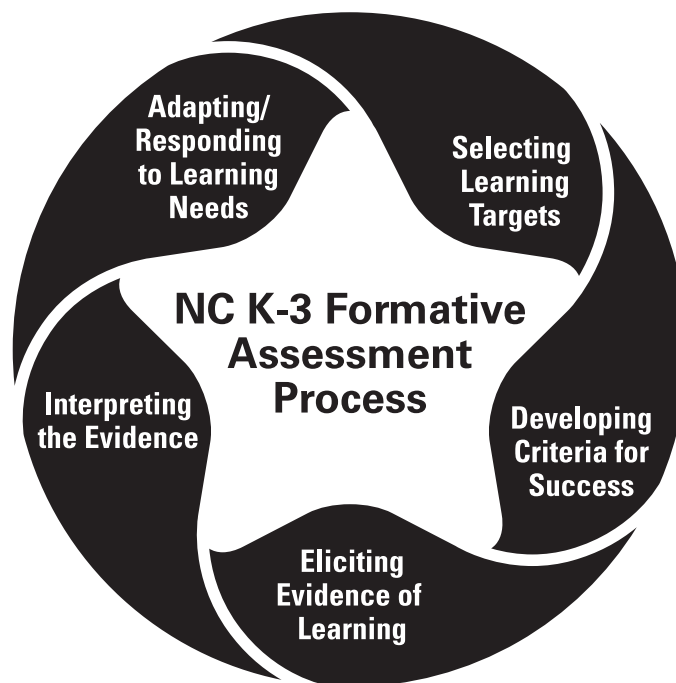 NC K-3 Formative
Assessment
Process
Selecting
Learning
Targets
Developing
Criteria for
Success
Eliciting
Evidence of
Learning
Interpreting
the Evidence
Adapting/
Responding
to Learning
Needs